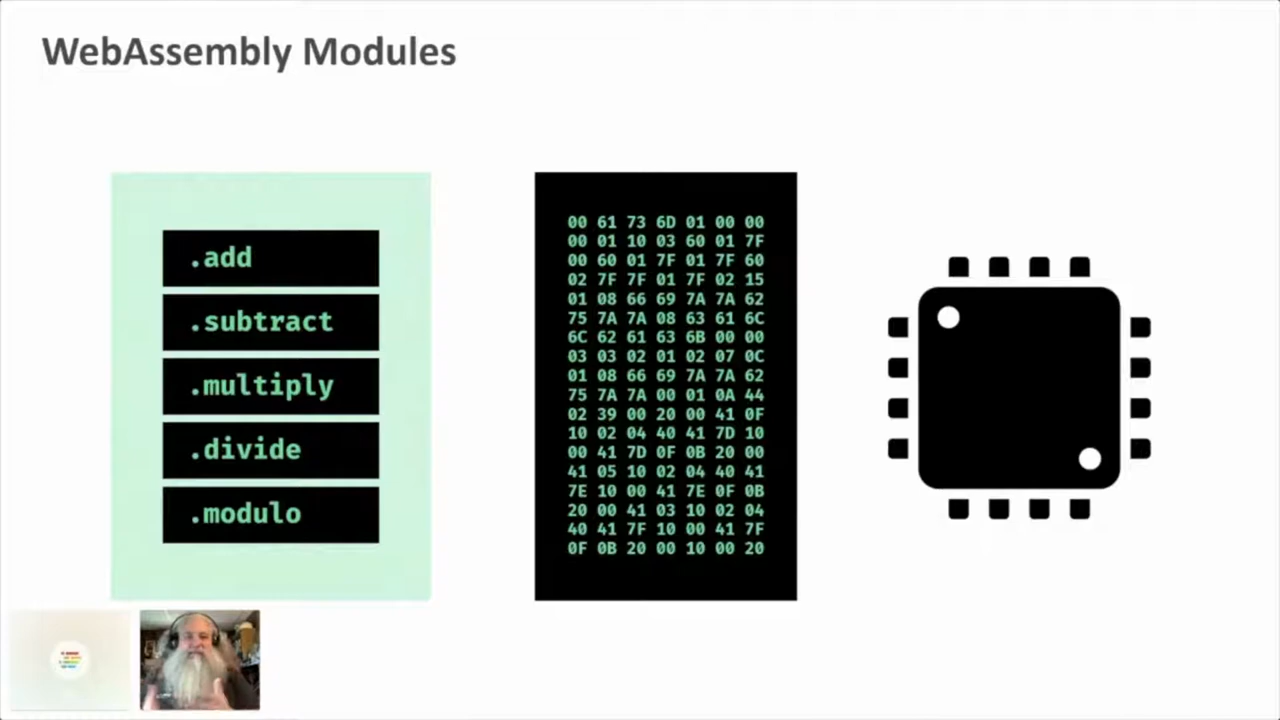 WebAssembly Modules
.add
.subtract
.multiply
.divide
.modulo
00 61 73 6D 01 00 00
00 01 10 03 60 01 7F
00 60 01 7F 01 7F 60
02 7F 7F 01 7F 02 15
01 08 66 69 7A 7A 62
75 7A 7A 08 63 61 6C
6C 62 61 63 6B 00 00
03 03 02 01 02 07 0C
01 08 66 69 7A 7A 62
75 7A 7A 00 01 0A 44
02 39 00 20 00 41 0F
10 02 04 40 41 7D 10
00 41 7D 0F 0B 20 00
41 05 10 02 04 40 41
7E 10 00 41 7E 0F 0B
20 00 41 03 10 02 04
40 41 7F 10 00 41 7F
0F 0B 20 00 10 00 20